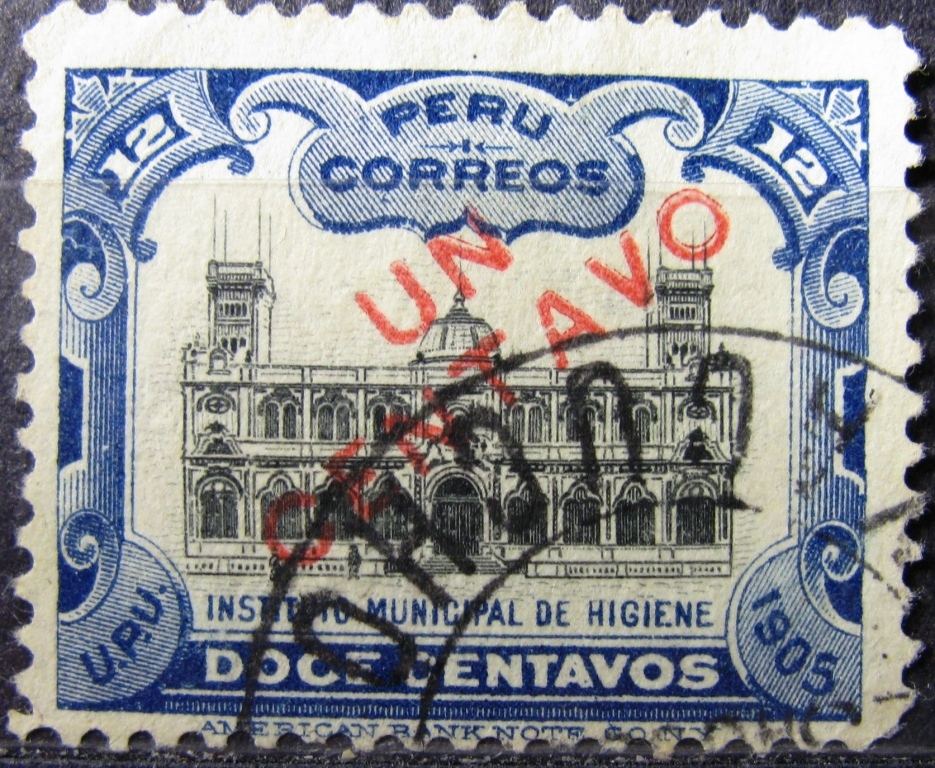 PERU
CORREOS
12
12
UN
CENTAVO
INSTITUTO MUNICIPAL DE HIGIENE
U.P.U.
1905
DOCE CENTAVOS
AMERICAN BANK NOTE CO. N.Y.